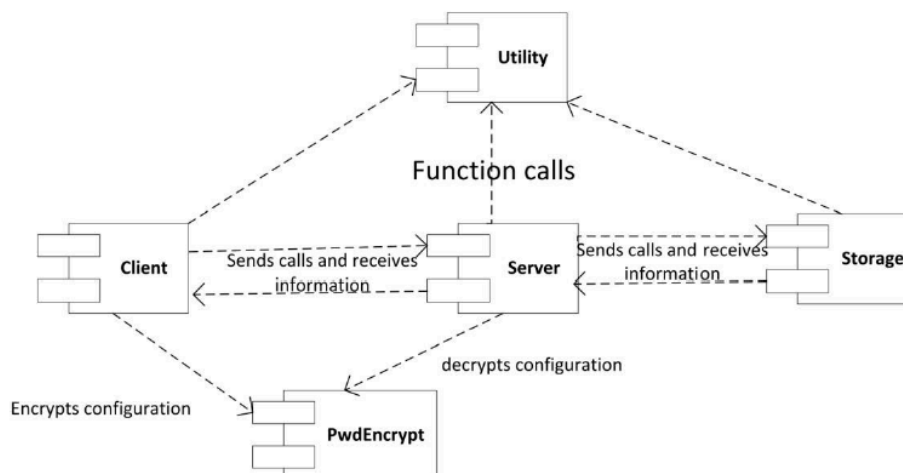 Utility
Function calls
Client
Sends calls and receives
information
Server
Sends calls and receives
information
Storage
decrypts configuration
Encrypts configuration
PwdEncrypt